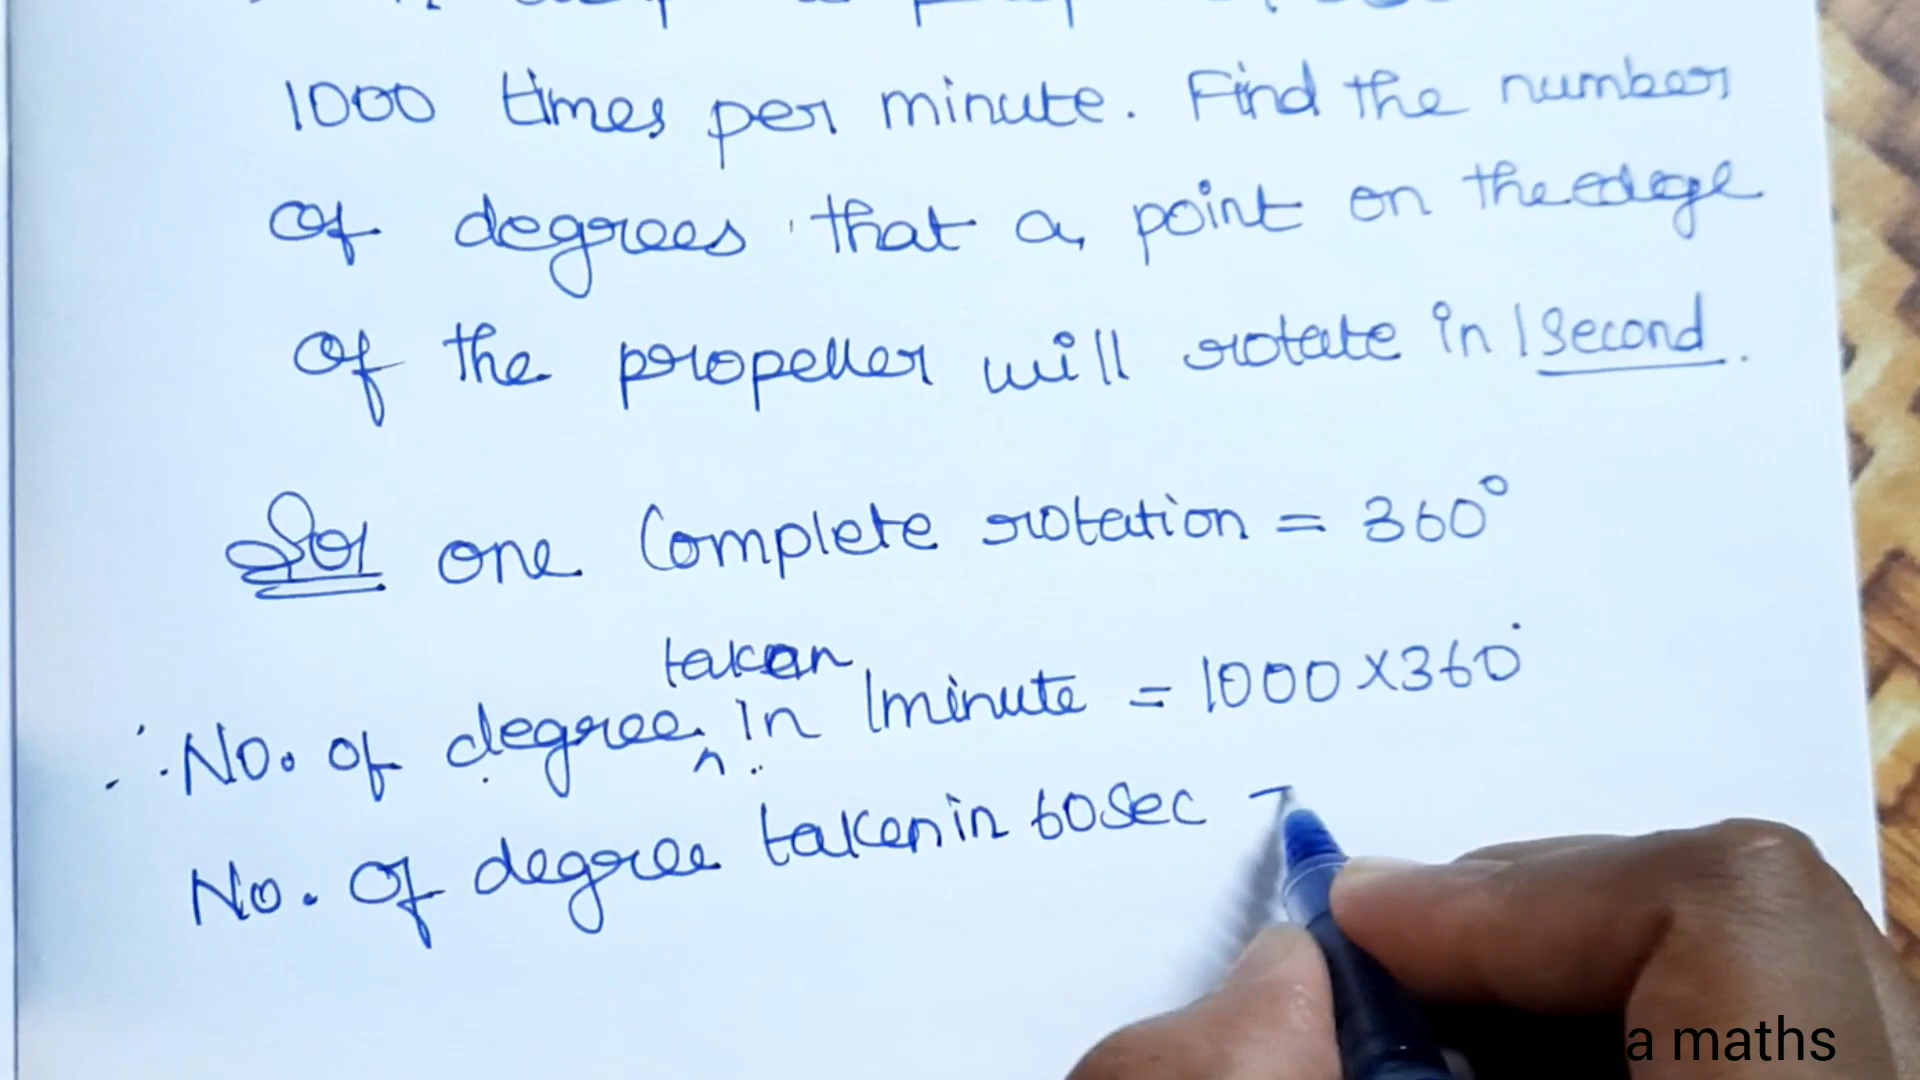 1000 times per minute. Find the number
of degrees that a point on the edege
of the propeller will rotate in 1 Second.
Sol one Complete rotation = 360°
taken
∴ No. of degree ^ in 1minute = 1000 X 360°
No. of degree taken in 60 Sec
a maths